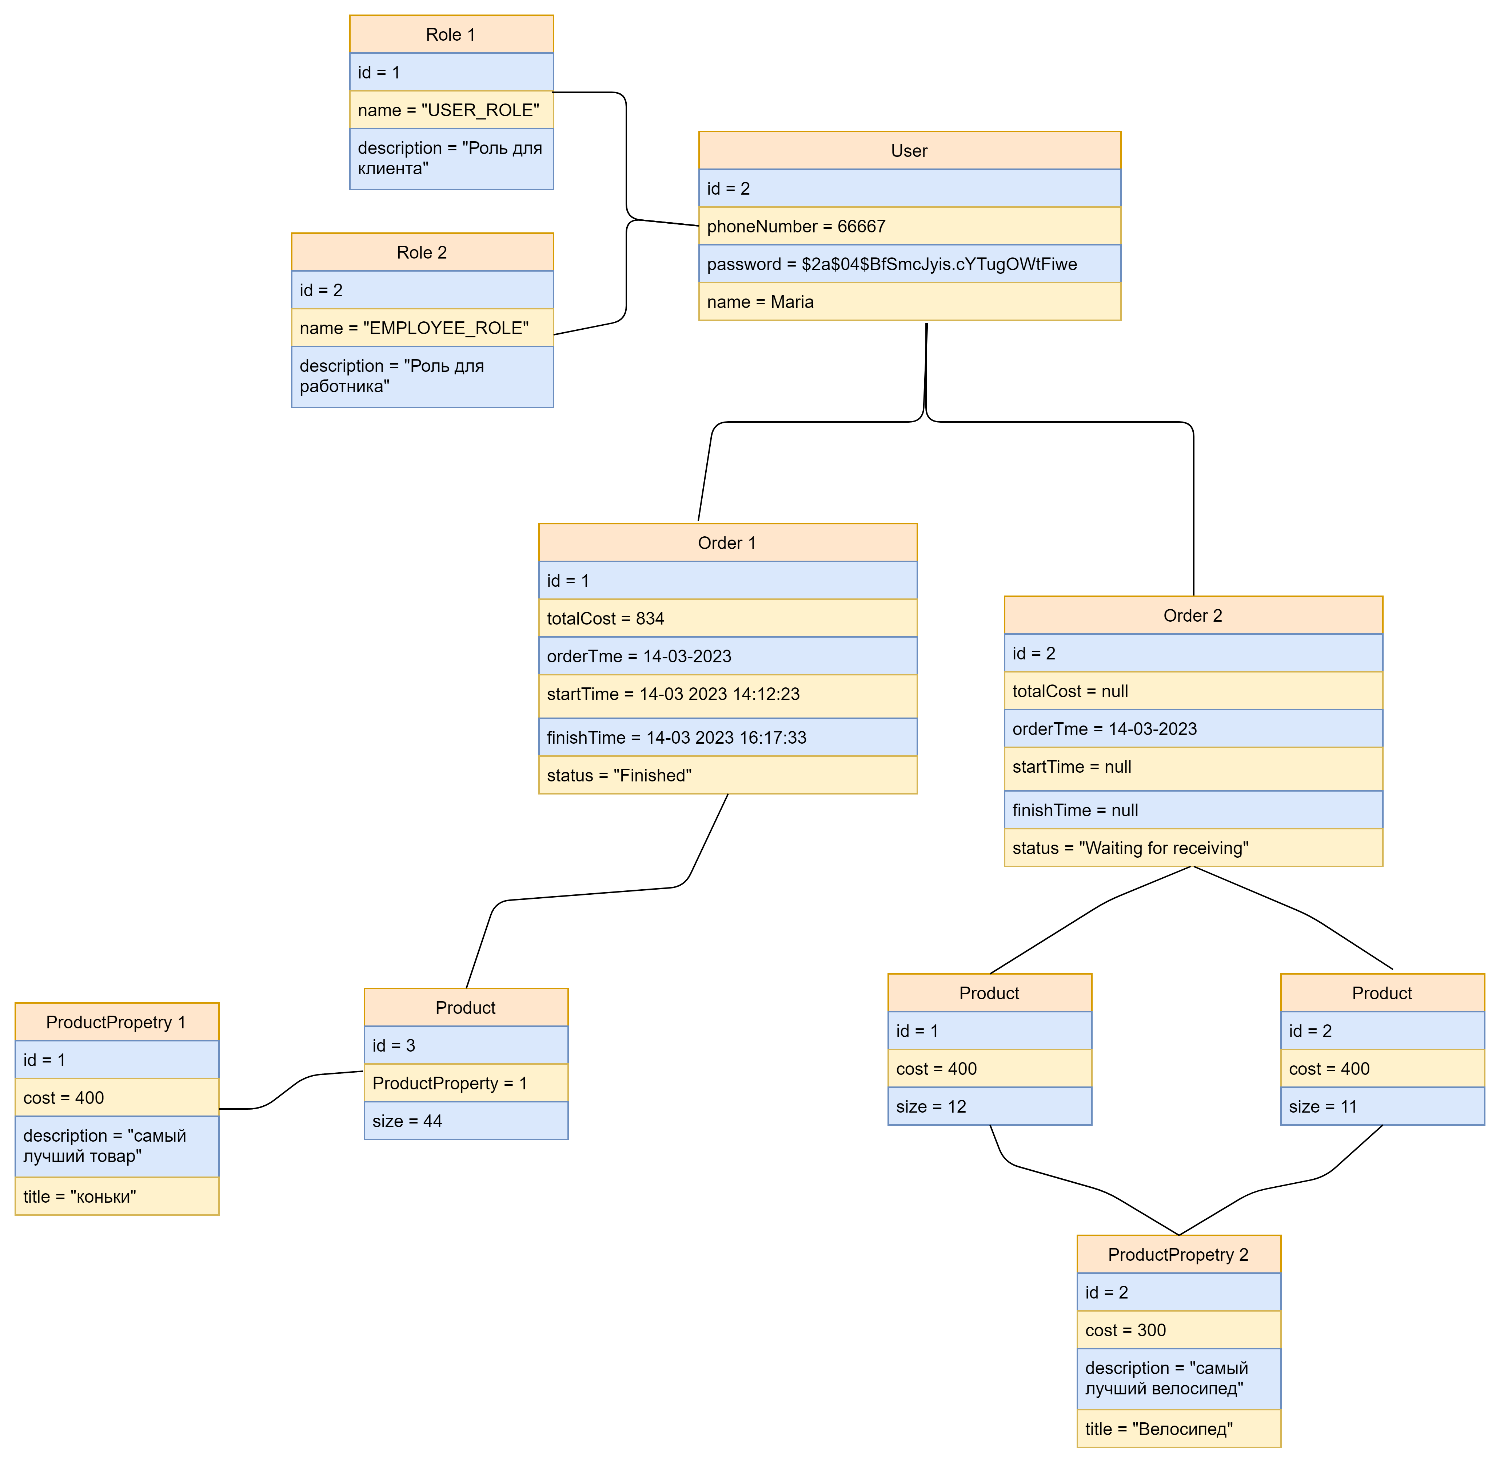 Role 1
id = 1
name = "USER_ROLE"
description = "Роль для
клиента"
User
id = 2
phoneNumber = 66667
password = $2a$04$BfSmcJyis.cYTugOWtFiwe
name = Maria
Role 2
id = 2
name = "EMPLOYEE_ROLE"
description = "Роль для
работника"
Order 1
id = 1
totalCost = 834
orderTme = 14-03-2023
startTime = 14-03 2023 14:12:23
finishTime = 14-03 2023 16:17:33
status = "Finished"
Order 2
id = 2
totalCost = null
orderTme = 14-03-2023
startTime = null
finishTime = null
status = "Waiting for receiving"
ProductPropetry 1
id = 1
cost = 400
description = "самый
лучший товар"
title = "коньки"
Product
id = 3
ProductProperty = 1
size = 44
Product
id = 1
cost = 400
size = 12
Product
id = 2
cost = 400
size = 11
ProductPropetry 2
id = 2
cost = 300
description = "самый
лучший велосипед"
title = "Велосипед"